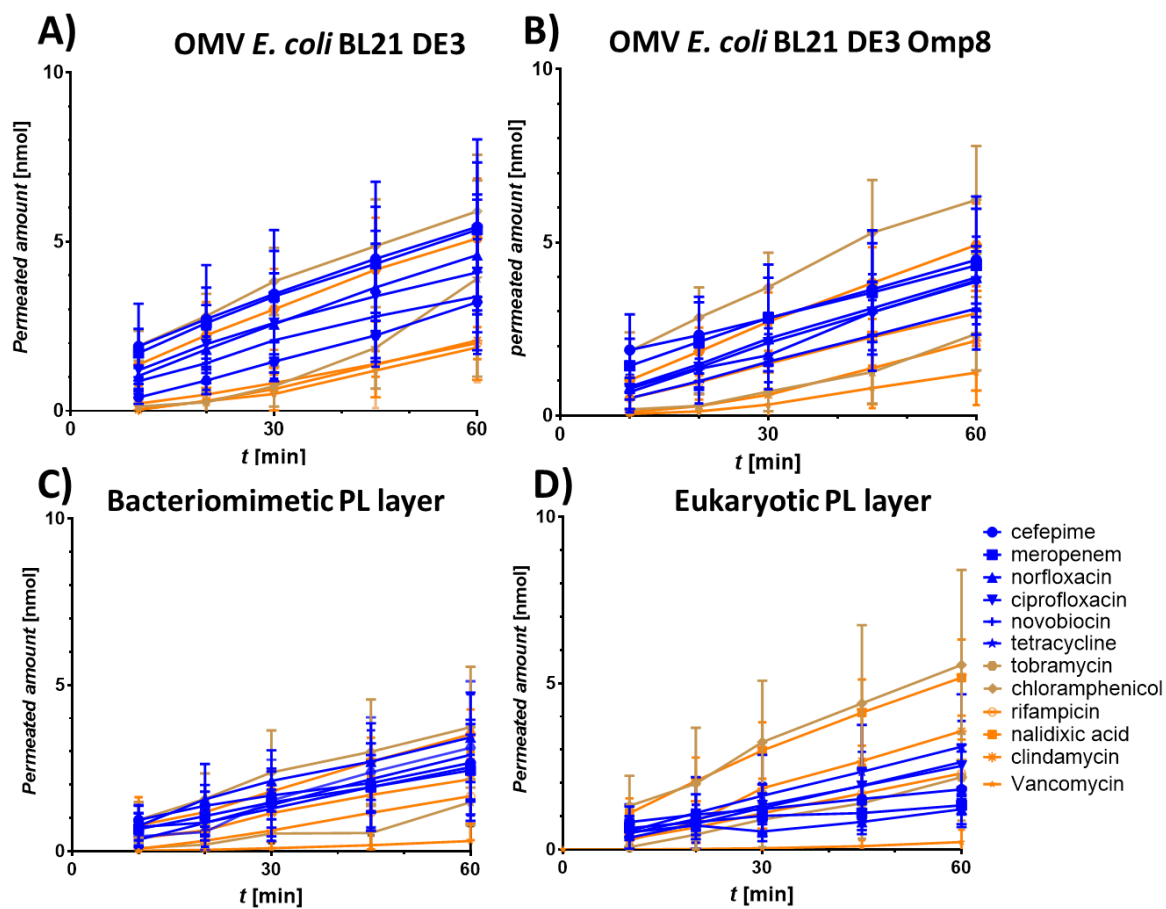 A)
OMV E. coli BL21 DE3
Permeated amount [nmol]
10
5
0
0
30
60
t [min]
B)
OMV E. coli BL21 DE3 Omp8
permeated amount [nmol]
10
5
0
0
30
60
t [min]
C)
Bacteriomimetic PL layer
Permeated amount [nmol]
10
5
0
0
30
60
t [min]
D)
Eukaryotic PL layer
Permeated amount [nmol]
10
5
0
0
30
60
t [min]
cefepime
meropenem
norfloxacin
ciprofloxacin
novobiocin
tetracycline
tobramycin
chloramphenicol
rifampicin
nalidixic acid
clindamycin
Vancomycin